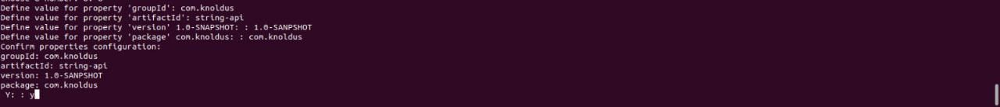 Define value for property 'groupId': com.knoldus
Define value for property 'artifactId': string-api
Define value for property 'version' 1.0-SNAPSHOT: : 1.0-SANPSHOT
Define value for property 'package' com.knoldus: : com.knoldus
Confirm properties configuration:
groupId: com.knoldus
artifactId: string-api
version: 1.0-SANPSHOT
package: com.knoldus
Y: : y